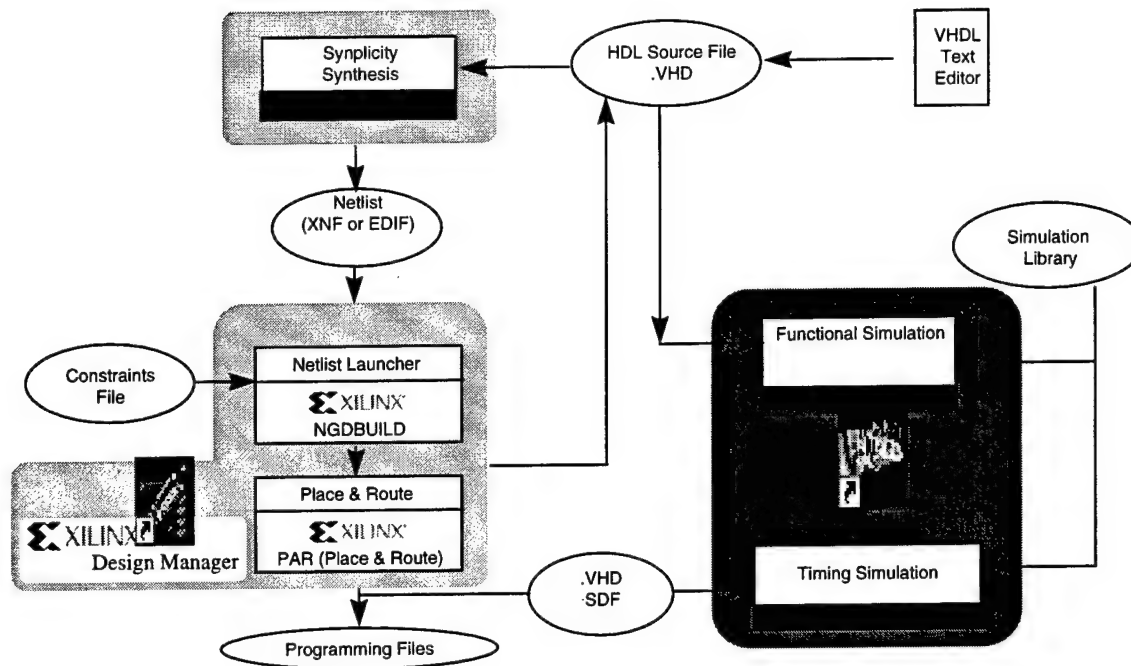 Synplicity
Synthesis
HDL Source File
.VHD
VHDL
Text
Editor
Netlist
(XNF or EDIF)
Simulation
Library
Functional Simulation
Constraints
File
Netlist Launcher
XILINX
NGDBUILD
Place & Route
XILINX
PAR (Place & Route)
XILINX
Design Manager
Timing Simulation
.VHD
.SDF
Programming Files